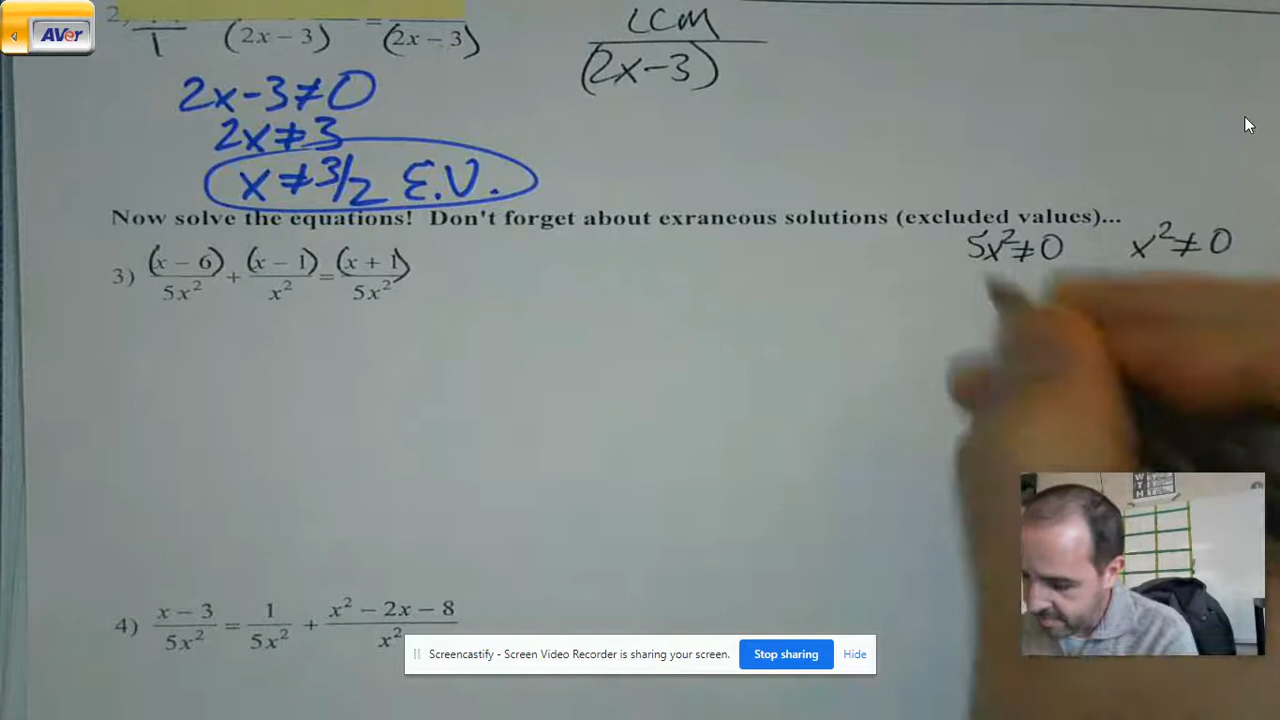 AVer
2)
1 (2x – 3) = (2x – 3)
LCM
(2x-3)
2x-3≠0
2x≠3
x≠3/2 E.V.
Now solve the equations! Don't forget about exraneous solutions (excluded values)...
5x²≠0 x²≠0
3) (x – 6)/5x² + (x – 1)/x² = (x + 1)/5x²
4) x – 3/5x² = 1/5x² + x² – 2x – 8/x²
Screencastify - Screen Video Recorder is sharing your screen. Stop sharing Hide